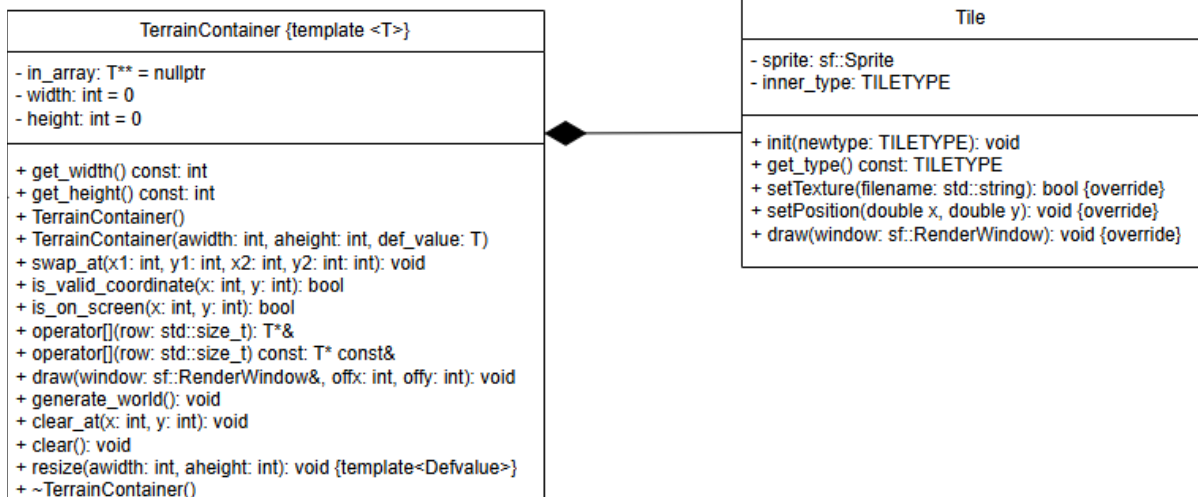 TerrainContainer {template <T>}
- in_array: T** = nullptr
- width: int = 0
- height: int = 0
+ get_width() const: int
+ get_height() const: int
+ TerrainContainer()
+ TerrainContainer(awidth: int, aheight: int, def_value: T)
+ swap_at(x1: int, y1: int, x2: int, y2: int: int): void
+ is_valid_coordinate(x: int, y: int): bool
+ is_on_screen(x: int, y: int): bool
+ operator[](row: std::size_t): T*&
+ operator[](row: std::size_t) const: T* const&
+ draw(window: sf::RenderWindow&, offx: int, offy: int): void
+ generate_world(): void
+ clear_at(x: int, y: int): void
+ clear(): void
+ resize(awidth: int, aheight: int): void {template<Defvalue>}
+ ~TerrainContainer()
Tile
- sprite: sf::Sprite
- inner_type: TILETYPE
+ init(newtype: TILETYPE): void
+ get_type() const: TILETYPE
+ setTexture(filename: std::string): bool {override}
+ setPosition(double x, double y): void {override}
+ draw(window: sf::RenderWindow): void {override}